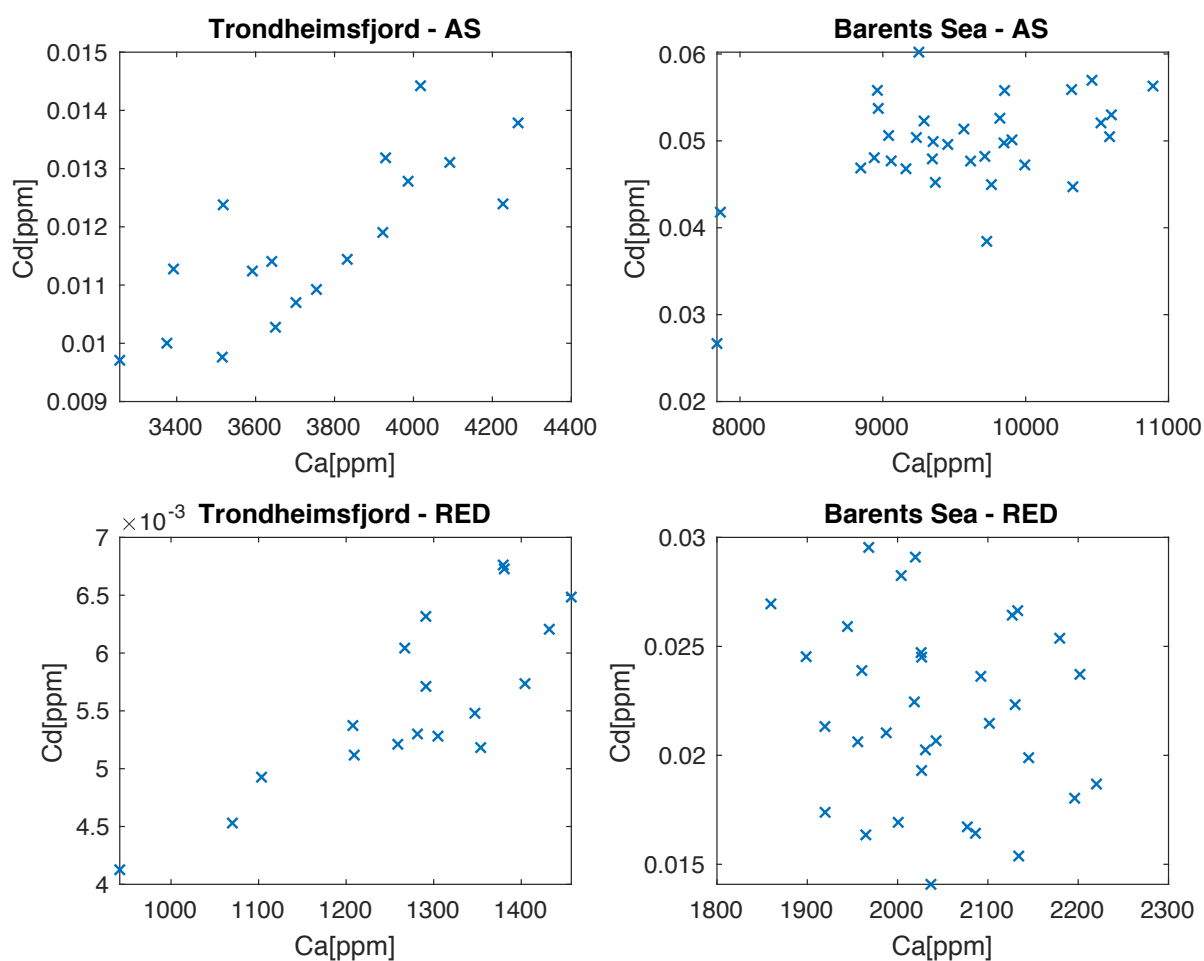 Trondheimsfjord - AS
0.015
0.014
0.013
0.012
0.011
0.01
0.009
Cd[ppm]
3400 3600 3800 4000 4200 4400
Ca[ppm]
Barents Sea - AS
0.06
0.05
0.04
0.03
0.02
Cd[ppm]
8000 9000 10000 11000
Ca[ppm]
×10⁻³ Trondheimsfjord - RED
7
6.5
6
5.5
5
4.5
4
Cd[ppm]
1000 1100 1200 1300 1400
Ca[ppm]
Barents Sea - RED
0.03
0.025
0.02
0.015
Cd[ppm]
1800 1900 2000 2100 2200 2300
Ca[ppm]